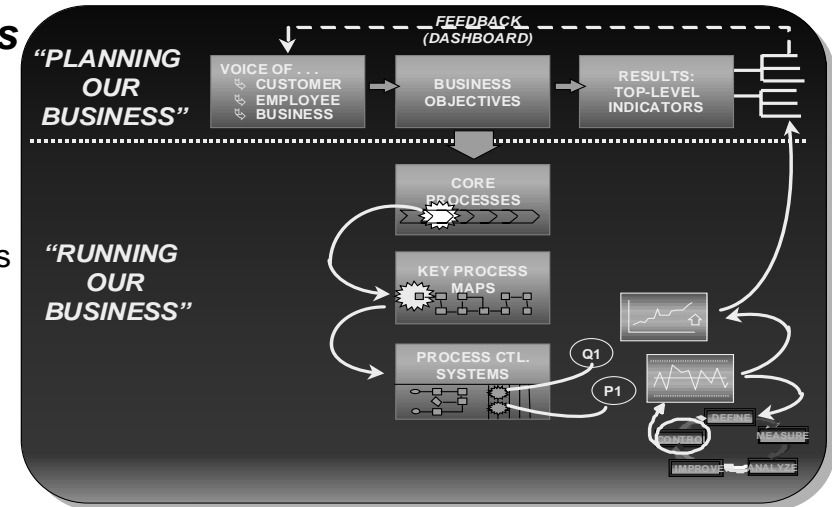 s
FEEDBACK
(DASHBOARD)
“PLANNING
OUR
BUSINESS”
VOICE OF . . .
CUSTOMER
EMPLOYEE
BUSINESS
BUSINESS
OBJECTIVES
RESULTS:
TOP-LEVEL
INDICATORS
CORE
PROCESSES
s
“RUNNING
OUR
BUSINESS”
KEY PROCESS
MAPS
PROCESS CTL.
SYSTEMS
Q1
P1
DEFINE
MEASURE
ANALYZE
IMPROVE
CONTROL